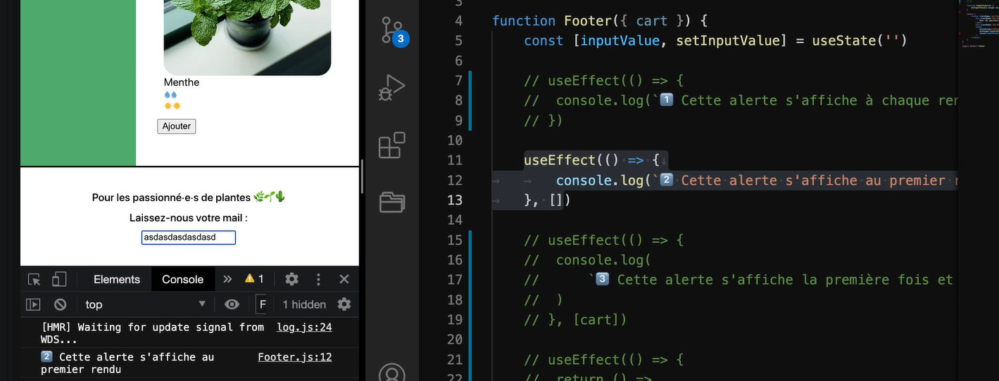 Menthe
💧💧
☀️☀️
Ajouter
Pour les passionné·e·s de plantes 🌿🌱🌵
Laissez-nous votre mail :
asdasdasdasdasd
Elements Console » 1
top F 1 hidden
[HMR] Waiting for update signal from log.js:24
WDS...
2️⃣ Cette alerte s'affiche au Footer.js:12
premier rendu
3
3
4 function Footer({ cart }) {
5 const [inputValue, setInputValue] = useState('')
6
7 // useEffect(() => {
8 // console.log(`1️⃣ Cette alerte s'affiche à chaque ren
9 // })
10
11 useEffect(() => {
12 console.log(`2️⃣ Cette alerte s'affiche au premier r
13 }, [])
14
15 // useEffect(() => {
16 // console.log(
17 // `3️⃣ Cette alerte s'affiche la première fois et
18 // )
19 // }, [cart])
20
21 // useEffect(() => {
22 // return () =>